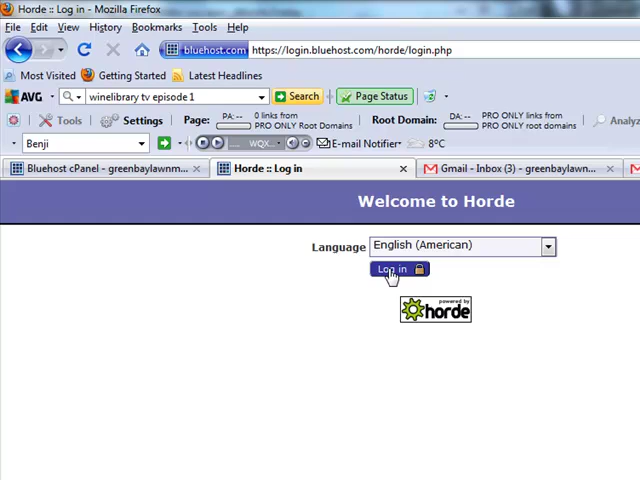 Horde :: Log in - Mozilla Firefox
File Edit View History Bookmarks Tools Help
bluehost.com https://login.bluehost.com/horde/login.php
Most Visited Getting Started Latest Headlines
AVG winelibrary tv episode 1 Search Page Status
Tools Settings Page: PA: -- 0 links from PRO ONLY Root Domains Root Domain: DA: -- PRO ONLY links from PRO ONLY Root Domains Analyz
Benji WQX... E-mail Notifier 8°C
Bluehost cPanel - greenbaylawnm... Horde :: Log in Gmail - Inbox (3) - greenbaylawn...
Welcome to Horde
Language English (American)
Log in
powered by
horde